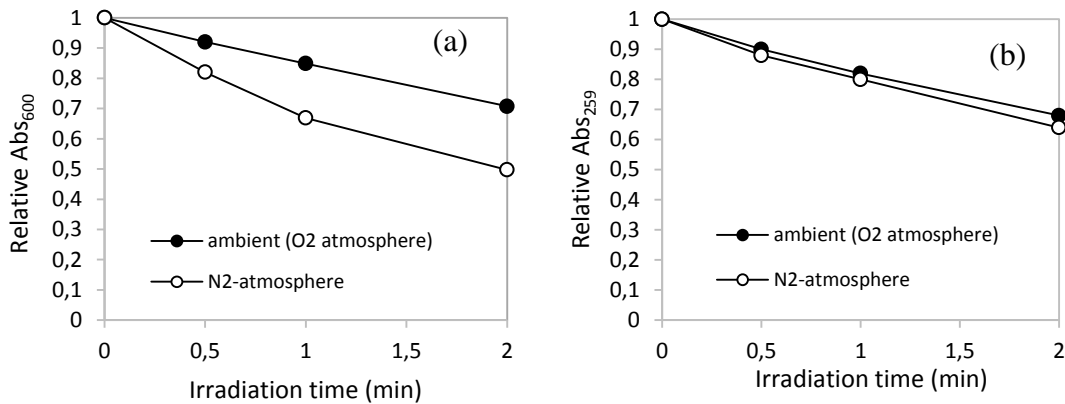 (a)
Relative Abs600
1
0,9
0,8
0,7
0,6
0,5
0,4
0,3
0,2
0,1
0
ambient (O2 atmosphere)
N2-atmosphere
0 0,5 1 1,5 2
Irradiation time (min)
(b)
Relative Abs259
1
0,9
0,8
0,7
0,6
0,5
0,4
0,3
0,2
0,1
0
ambient (O2 atmosphere)
N2-atmosphere
0 0,5 1 1,5 2
Irradiation time (min)